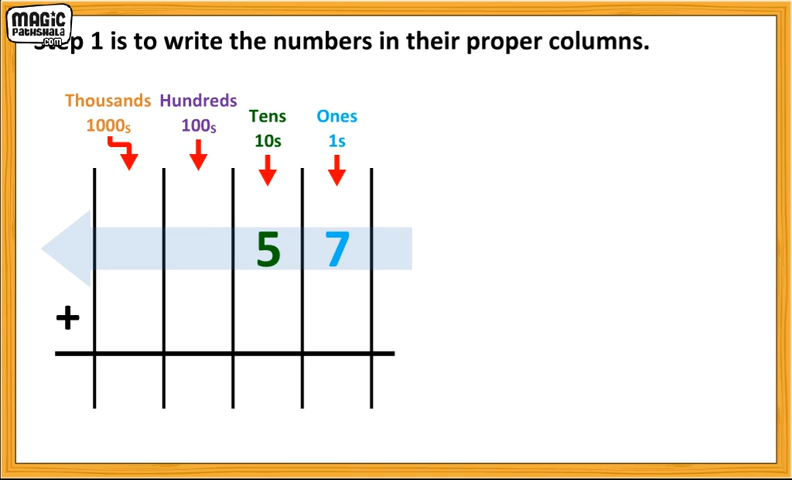 MAGiC
PATHSHALA
.com
Step 1 is to write the numbers in their proper columns.
Thousands Hundreds Tens Ones
1000s 100s 10s 1s
5 7
+